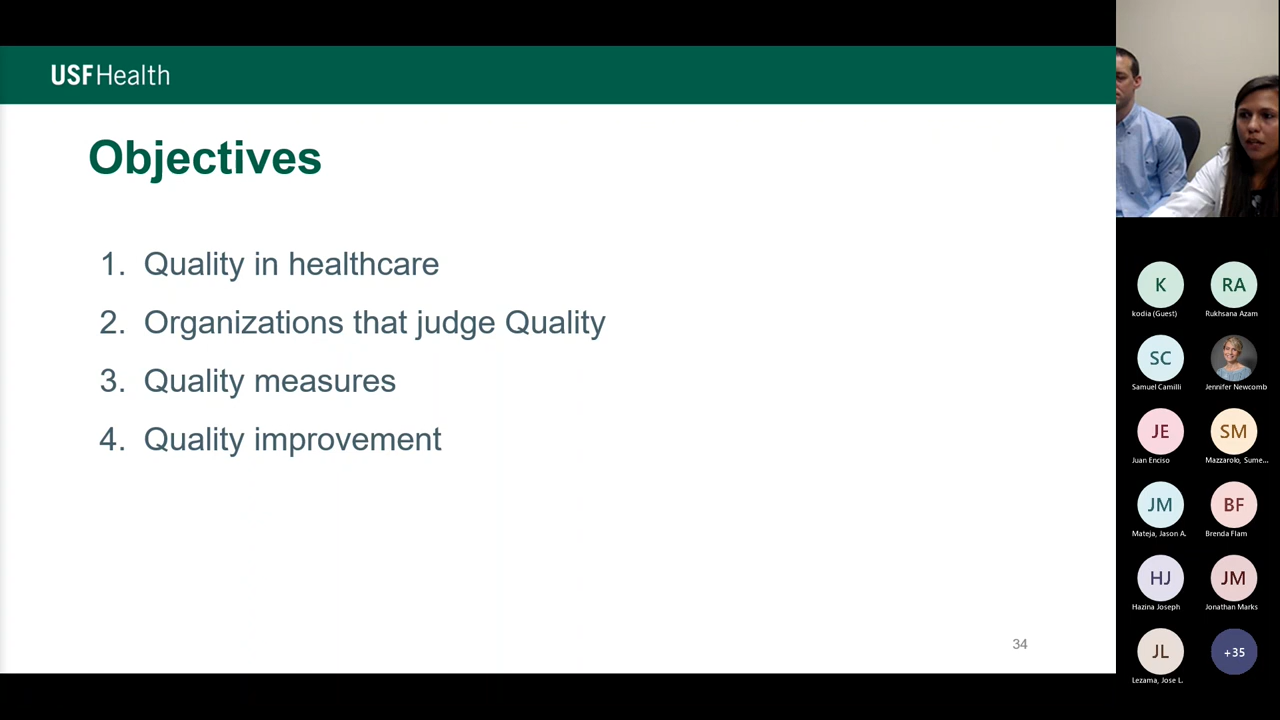 USF Health
Objectives
1. Quality in healthcare
2. Organizations that judge Quality
3. Quality measures
4. Quality improvement
34
K
RA
kodia (Guest)
Rukhsana Azam
SC
Samuel Camilli
Jennifer Newcomb
JE
SM
Juan Enciso
Mazzarolo, Sume...
JM
BF
Mateja, Jason A.
Brenda Flam
HJ
JM
Hazina Joseph
Jonathan Marks
JL
+35
Lezama, Jose L.